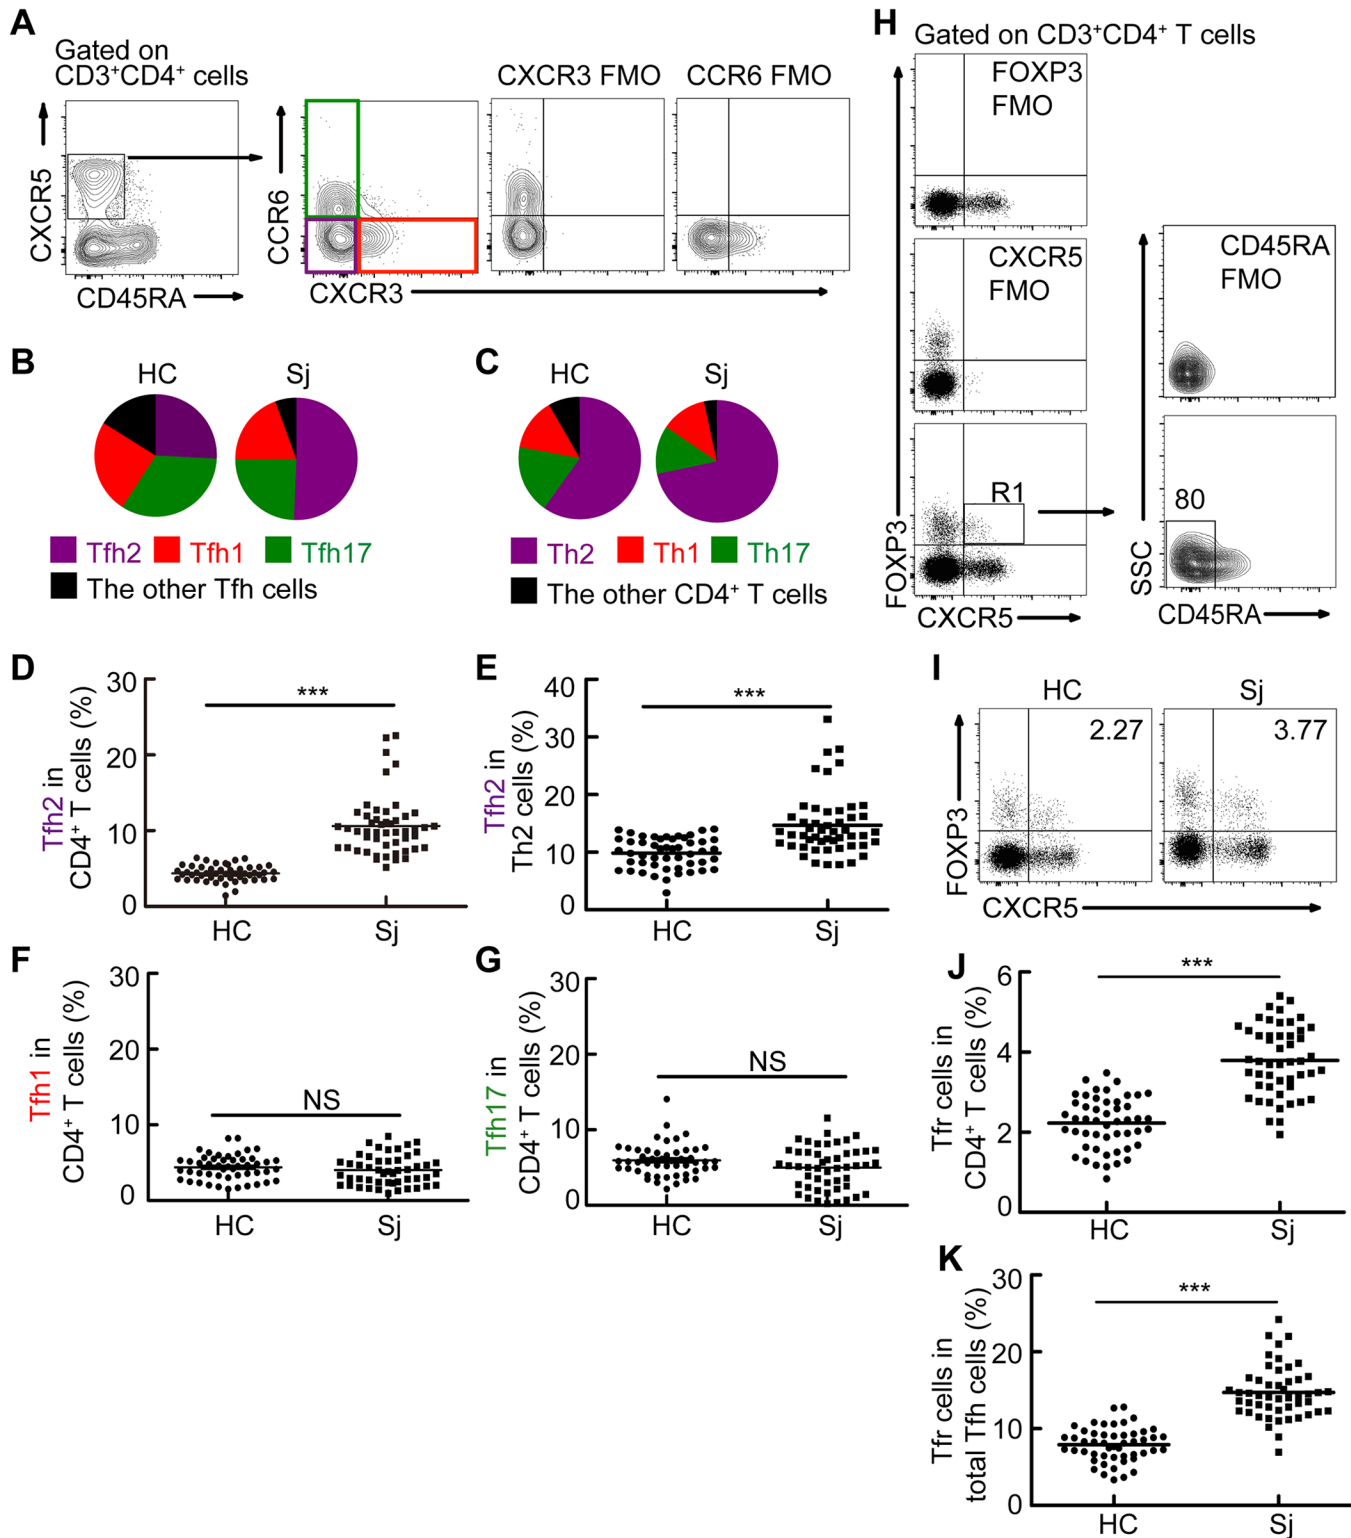 A
Gated on
CD3⁺CD4⁺ cells
CXCR5
CD45RA
CCR6
CXCR3
CXCR3 FMO
CCR6 FMO
B
HC
Sj
Tfh2
Tfh1
Tfh17
The other Tfh cells
C
HC
Sj
Th2
Th1
Th17
The other CD4⁺ T cells
D
Tfh2 in
CD4⁺ T cells (%)
30
20
10
0
***
HC
Sj
E
Tfh2 in
Th2 cells (%)
40
30
20
10
0
***
HC
Sj
F
Tfh1 in
CD4⁺ T cells (%)
30
20
10
0
NS
HC
Sj
G
Tfh17 in
CD4⁺ T cells (%)
30
20
10
0
NS
HC
Sj
H
Gated on CD3⁺CD4⁺ T cells
FOXP3
FMO
CXCR5
FMO
R1
FOXP3
CXCR5
CD45RA
FMO
80
SSC
CD45RA
I
HC
Sj
2.27
3.77
FOXP3
CXCR5
J
Tfr cells in
CD4⁺ T cells (%)
6
4
2
0
***
HC
Sj
K
Tfr cells in
total Tfh cells (%)
30
20
10
0
***
HC
Sj